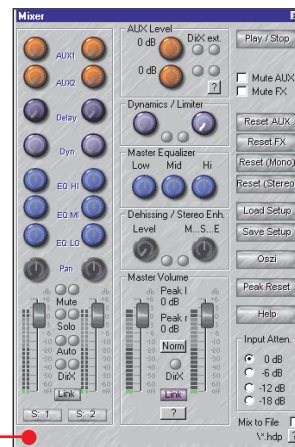 Mixer
AUX1
AUX2
Delay
Dyn
EQ HI
EQ MI
EQ LO
Pan
Mute
Solo
Auto
DirX
Link
S: 1 S: 2
AUX Level
0 dB DirX ext.
0 dB
?
Dynamics / Limiter
Master Equalizer
Low Mid Hi
Dehissing / Stereo Enh.
Level M...S...E
Master Volume
Peak l
0 dB
Peak r
0 dB
Norm
DirX
Link
?
Play / Stop
Mute AUX
Mute FX
Reset AUX
Reset FX
Reset (Mono)
Reset (Stereo
Load Setup
Save Setup
Oszi
Peak Reset
Help
Input Atten.
0 dB
-6 dB
-12 dB
-18 dB
Mix to File
\*.hdp ?